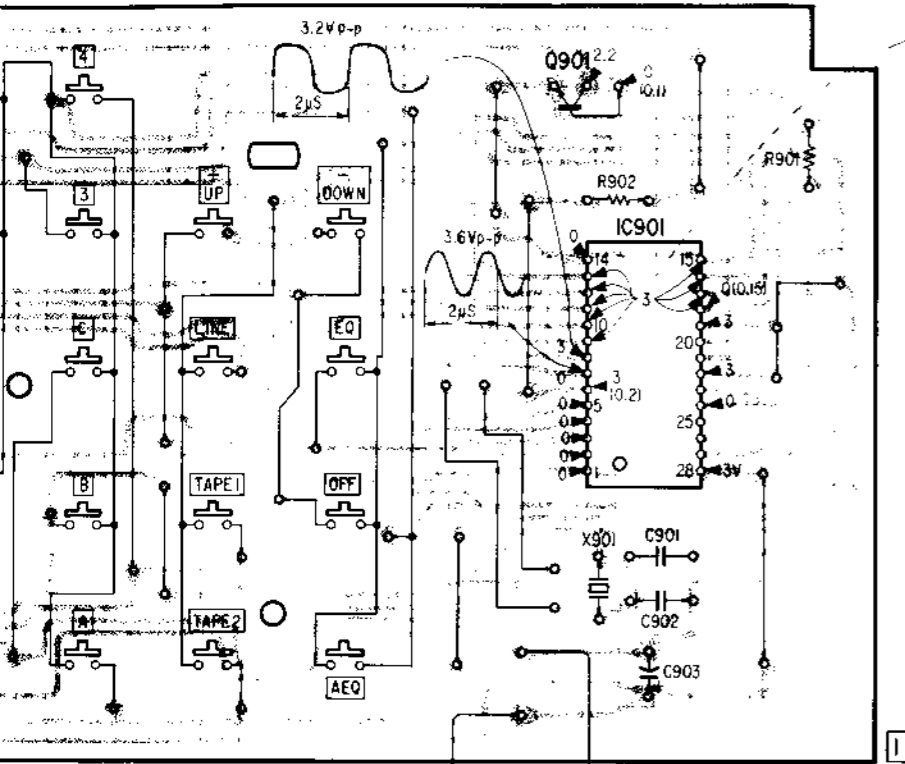 3.2Vp-p
4
2μS
Q901
2.2
0
(0.1)
R901
3
+
UP
-
DOWN
R902
IC901
3.6Vp-p
2μS
0
14
15
3
0(0.15)
10
3
20
3
3
0
3
(0.2)
0
5
0
25
0
0
0
0
1
28
3V
C
LINE
EQ
B
TAPE1
OFF
X901
C901
C902
A
TAPE2
AEQ
C903